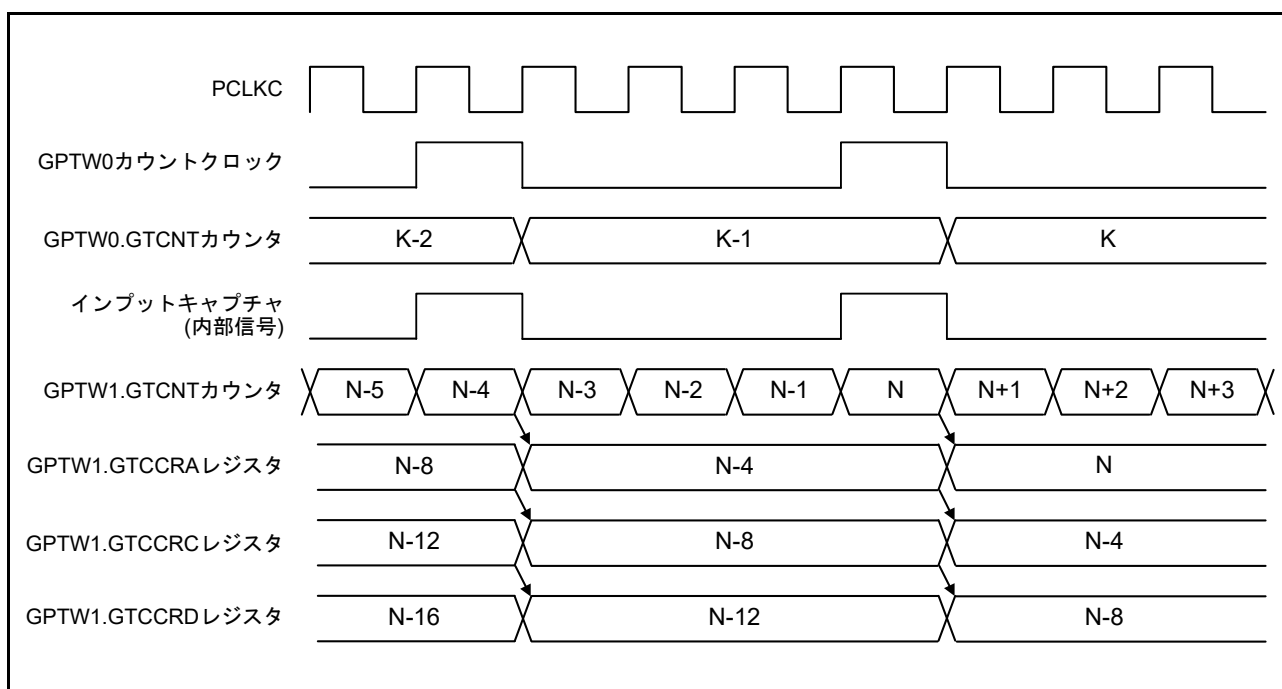 PCLKC
GPTW0カウントクロック
GPTW0.GTCNTカウンタ
K-2
K-1
K
インプットキャプチャ
(内部信号)
GPTW1.GTCNTカウンタ
N-5
N-4
N-3
N-2
N-1
N
N+1
N+2
N+3
GPTW1.GTCCRAレジスタ
N-8
N-4
N
GPTW1.GTCCRCレジスタ
N-12
N-8
N-4
GPTW1.GTCCRDレジスタ
N-16
N-12
N-8